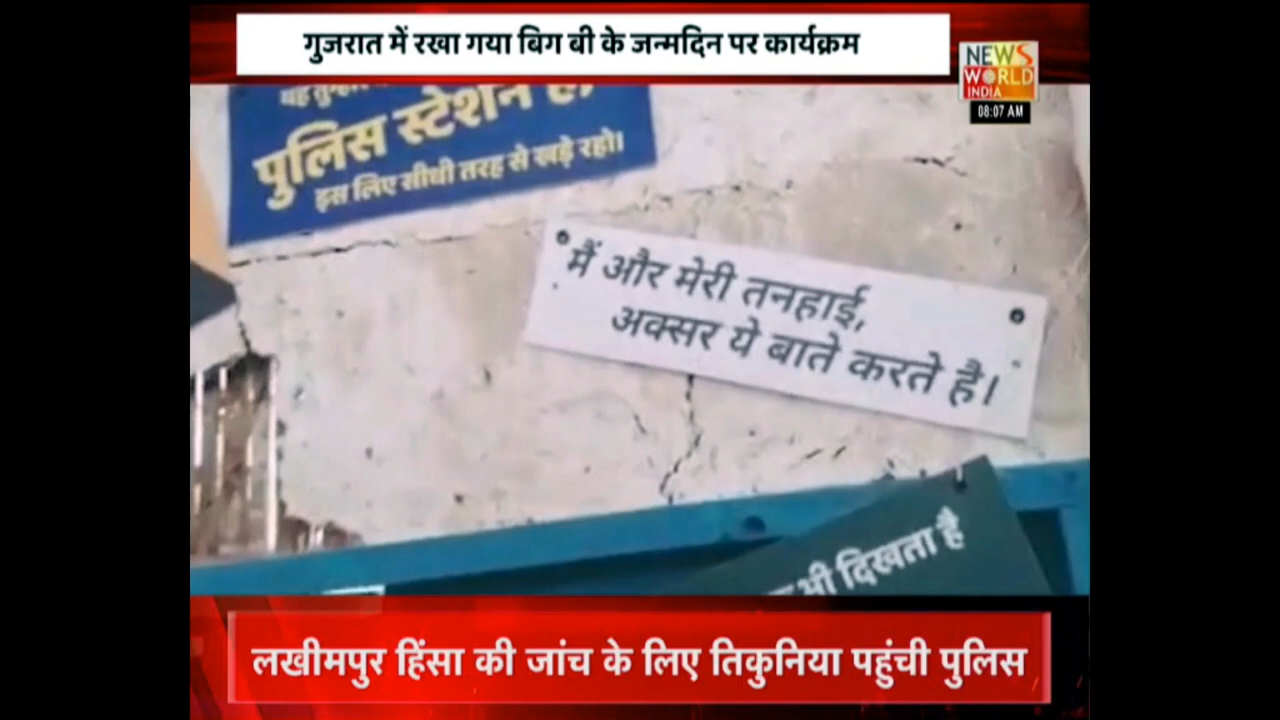 गुजरात में रखा गया बिग बी के जन्मदिन पर कार्यक्रम
NEWS
WORLD
INDIA
08:07 AM
पुलिस स्टेशन
इस लिए सीधी तरह से खड़े रहो।
मैं और मेरी तनहाई,
अक्सर ये बाते करते है।
भी दिखता है
लखीमपुर हिंसा की जांच के लिए तिकुनिया पहुंची पुलिस